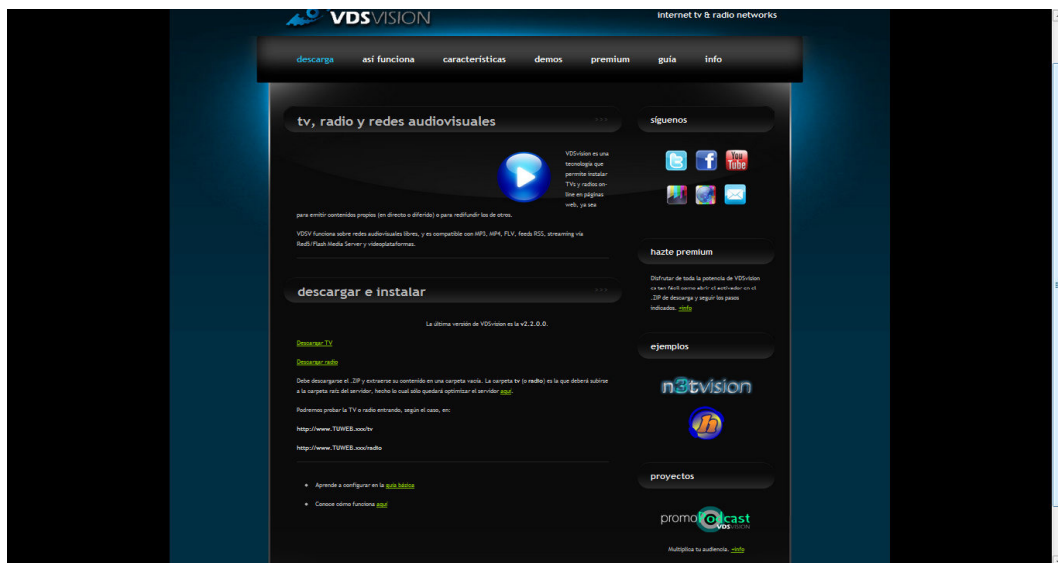 VDSVISION
internet tv & radio networks
descarga así funciona características demos premium guía info
tv, radio y redes audiovisuales
VDSvision es una
tecnología que
permite instalar
TVs y radios on-
line en páginas
web, ya sea
para emitir contenidos propios (en directo o diferido) o para redifundir los de otros.
VDSV funciona sobre redes audiovisuales libres, y es compatible con MP3, MP4, FLV, feeds RSS, streaming vía
Red5/Flash Media Server y videoplataformas.
descargar e instalar
La última versión de VDSvision es la v2.2.0.0.
Descargar TV
Descargar radio
Debe descargarse el .ZIP y extraerse su contenido en una carpeta vacía. La carpeta tv (o radio) es la que deberá subirse
a la carpeta raíz del servidor, hecho lo cual sólo quedará optimizar el servidor aquí.
Podremos probar la TV o radio entrando, según el caso, en:
http://www.TUWEB.xxx/tv
http://www.TUWEB.xxx/radio
Aprende a configurar en la guía básica
Conoce cómo funciona aquí
síguenos
You
Tube
hazte premium
Disfrutar de toda la potencia de VDSvision
es tan fácil como abrir el activador en el
.ZIP de descarga y seguir los pasos
indicados. +info
ejemplos
n3tvision
h
proyectos
promoPodcast
VDSVISION
Multiplica tu audiencia. +info